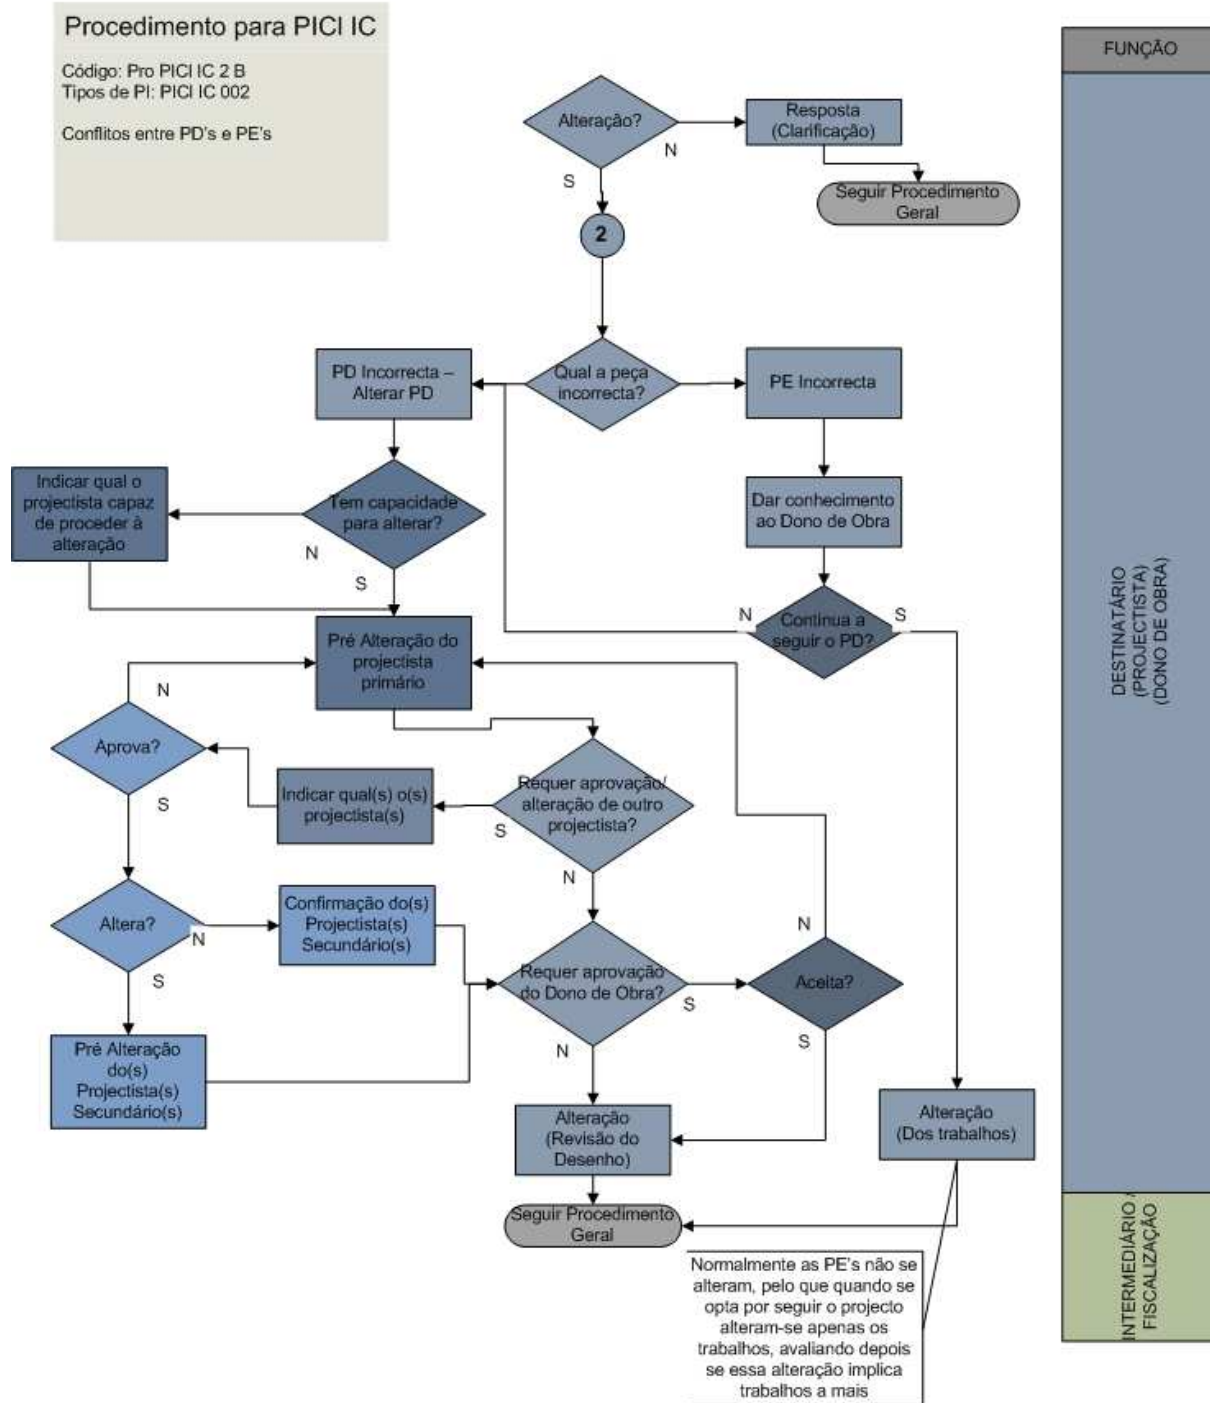 Procedimento para PICI IC
Código: Pro PICI IC 2 B
Tipos de PI: PICI IC 002
Conflitos entre PD's e PE's
FUNÇÃO
Alteração?
N
S
Resposta
(Clarificação)
Seguir Procedimento
Geral
2
Qual a peça
incorrecta?
PD Incorrecta –
Alterar PD
PE Incorrecta
Tem capacidade
para alterar?
N
S
Indicar qual o
projectista capaz
de proceder à
alteração
Dar conhecimento
ao Dono de Obra
Continua a
seguir o PD?
N
S
Pré Alteração do
projectista
primário
Aprova?
N
S
Indicar qual(s) o(s)
projectista(s)
Requer aprovação/
alteração de outro
projectista?
S
N
Altera?
N
S
Confirmação do(s)
Projectista(s)
Secundário(s)
Requer aprovação
do Dono de Obra?
S
N
Aceita?
N
S
Pré Alteração
do(s)
Projectista(s)
Secundário(s)
Alteração
(Revisão do
Desenho)
Alteração
(Dos trabalhos)
Seguir Procedimento
Geral
Normalmente as PE's não se
alteram, pelo que quando se
opta por seguir o projecto
alteram-se apenas os
trabalhos, avaliando depois
se essa alteração implica
trabalhos a mais
DESTINATÁRIO
(PROJECTISTA)
(DONO DE OBRA)
INTERMEDIÁRIO /
FISCALIZAÇÃO